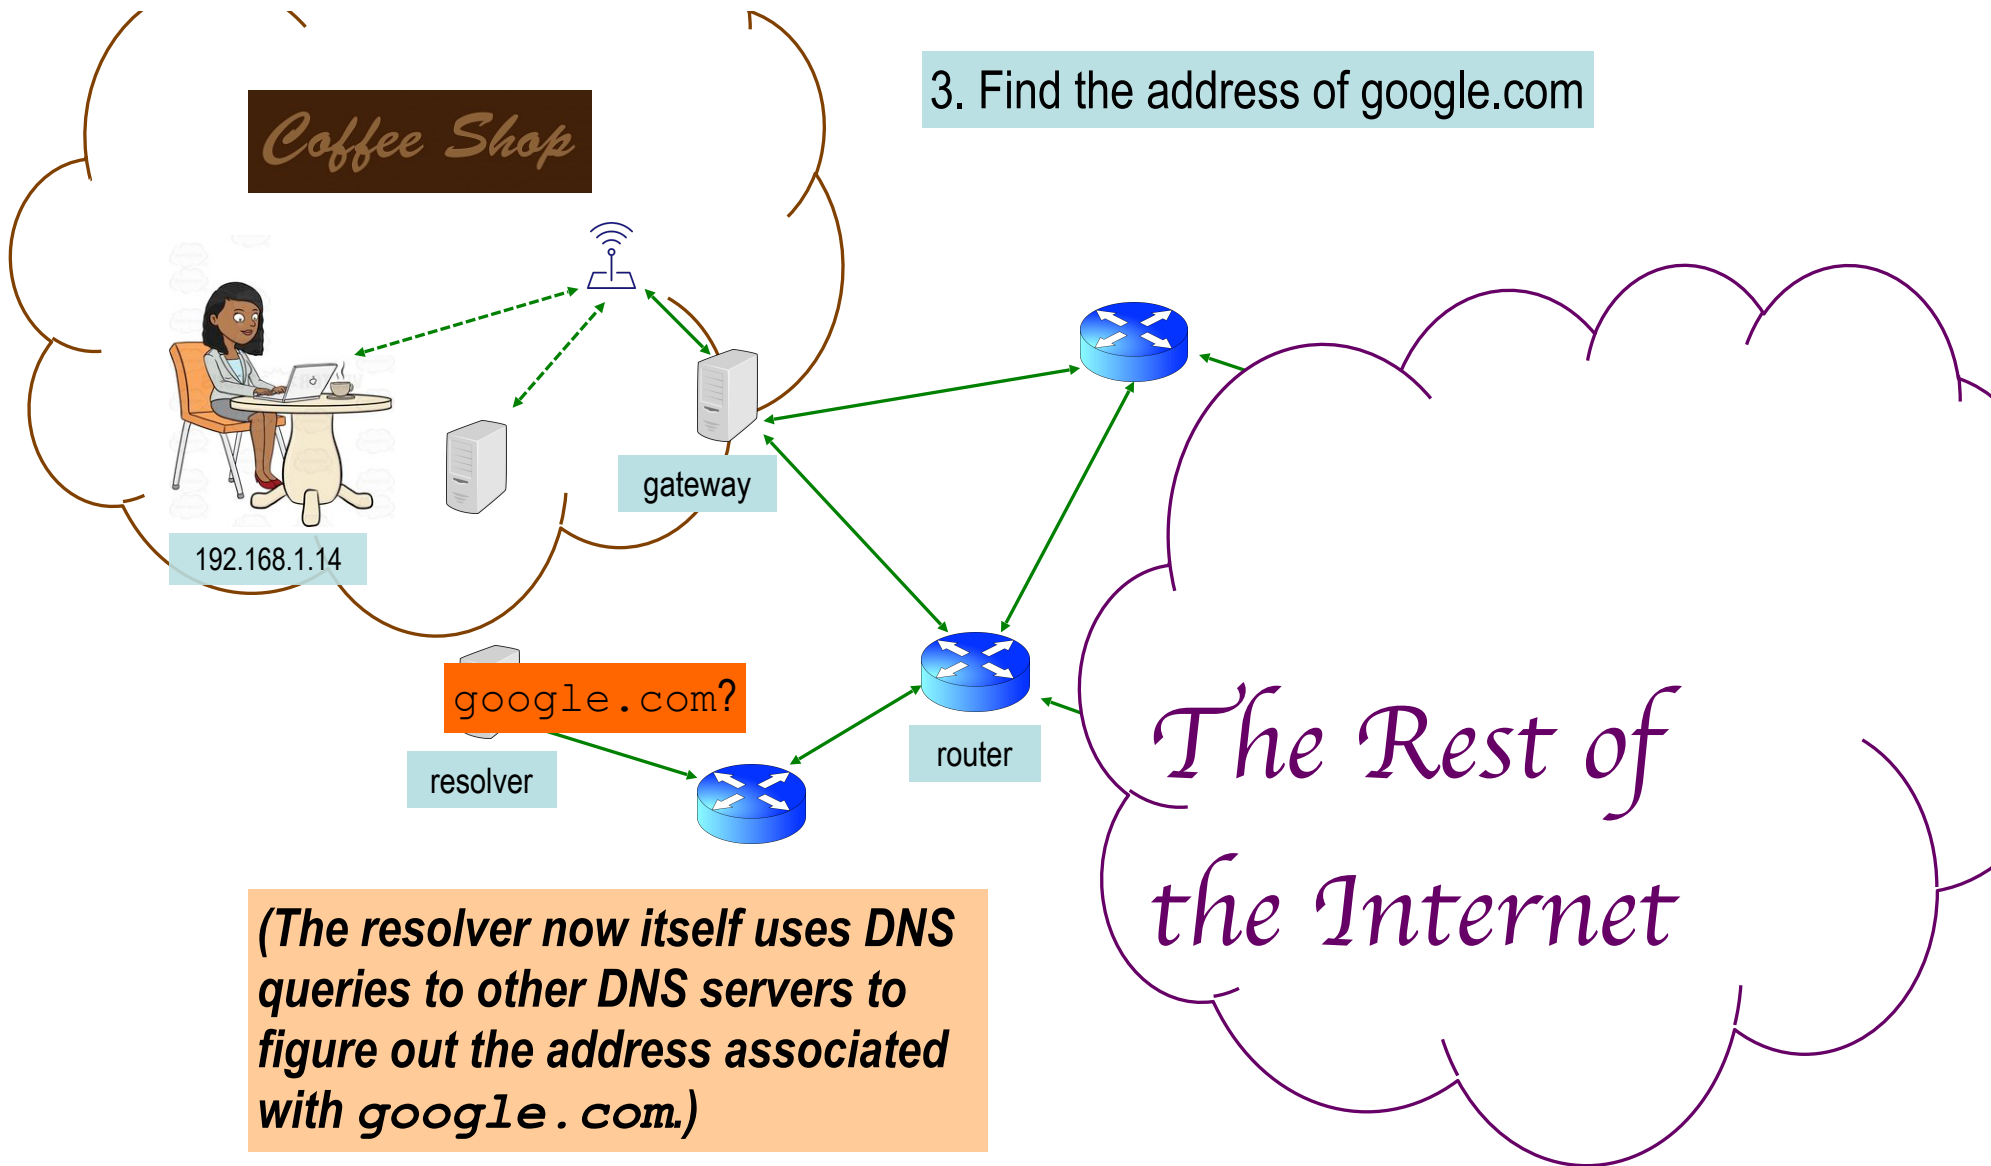 3. Find the address of google.com
Coffee Shop
gateway
192.168.1.14
google.com?
router
resolver
The Rest of
the Internet
(The resolver now itself uses DNS
queries to other DNS servers to
figure out the address associated
with google.com.)